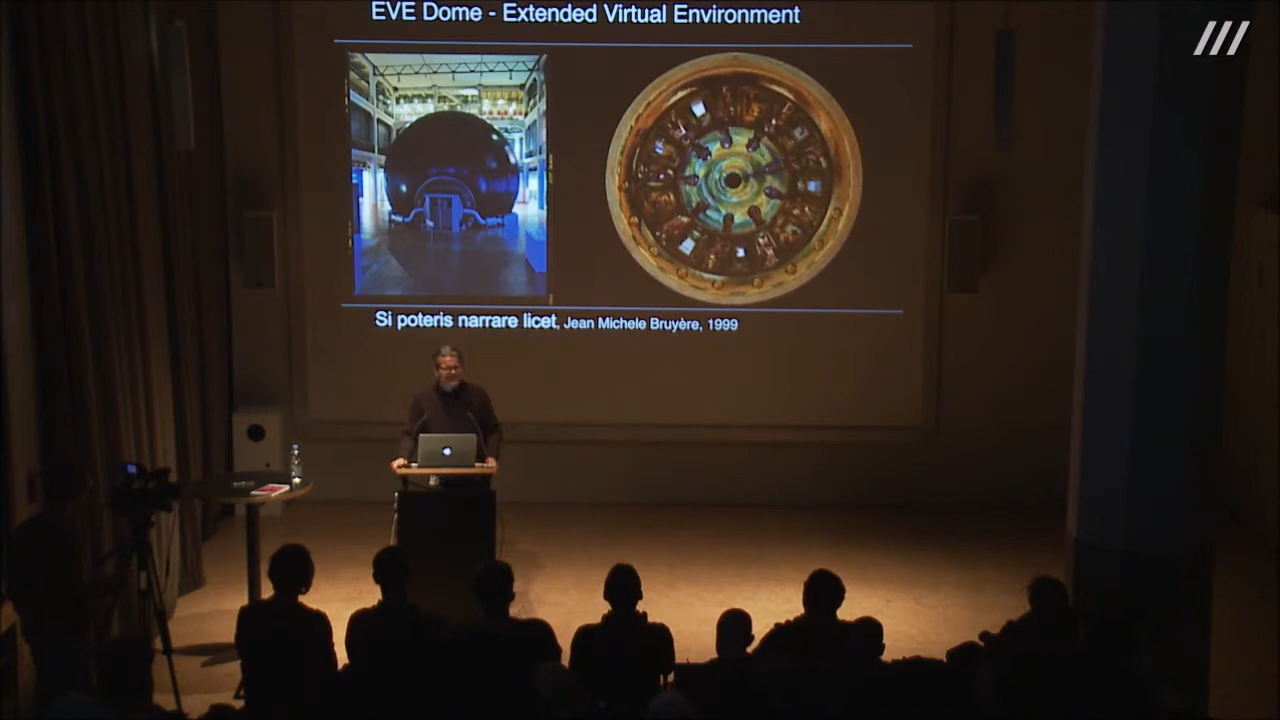 EVE Dome - Extended Virtual Environment
Si poteris narrare licet, Jean Michele Bruyère, 1999